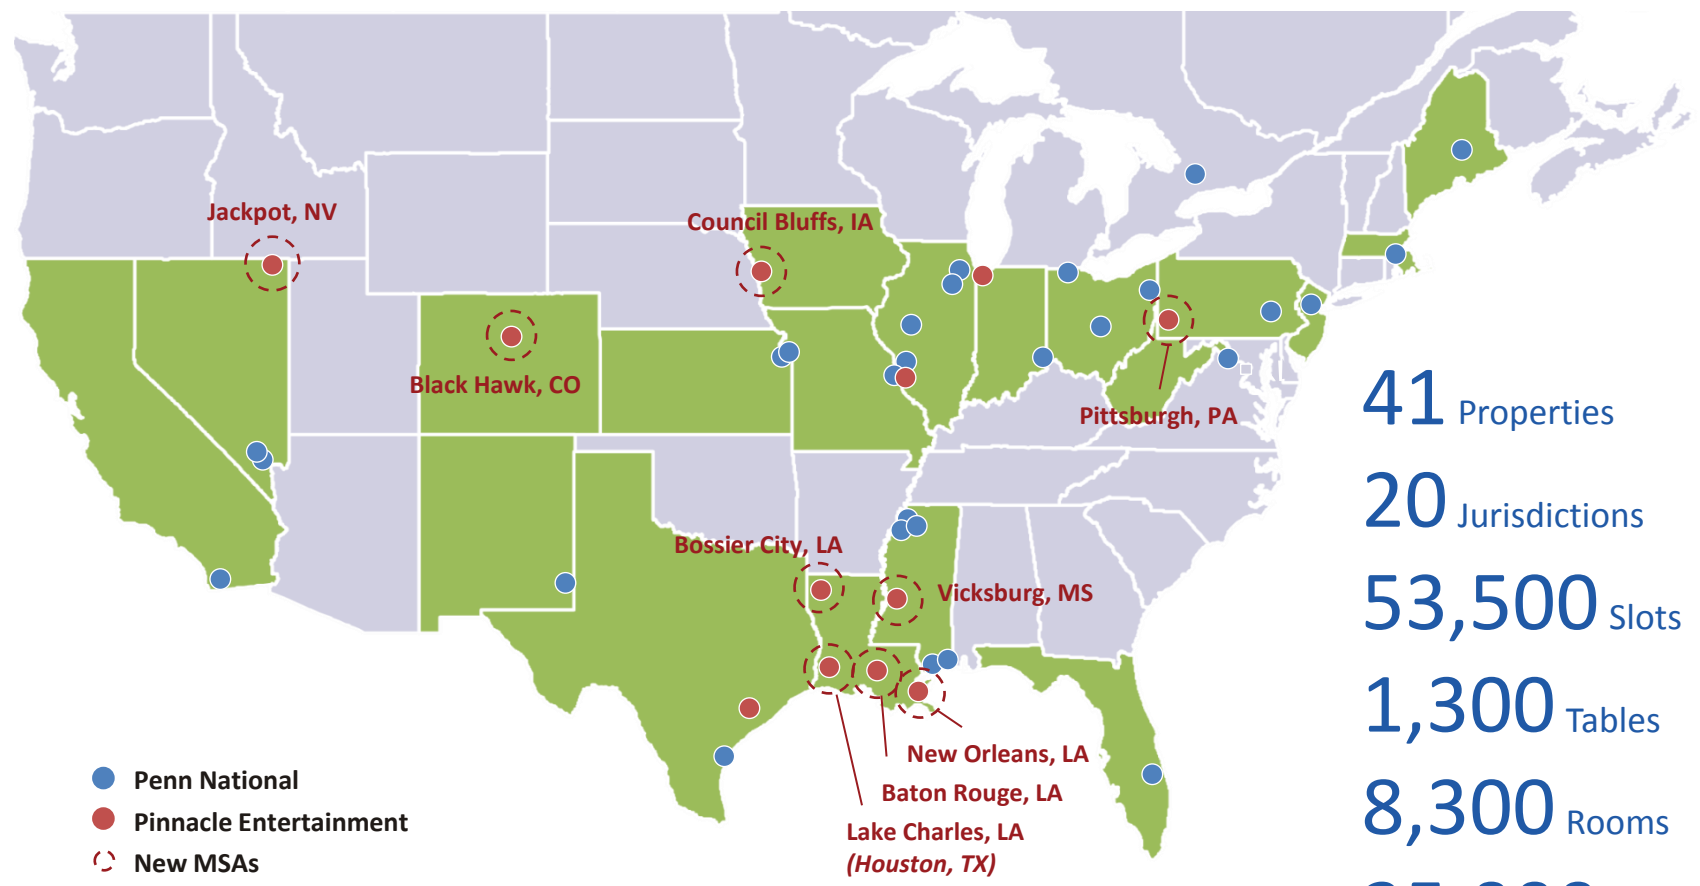 Jackpot, NV
Council Bluffs, IA
Black Hawk, CO
Pittsburgh, PA
Bossier City, LA
Vicksburg, MS
New Orleans, LA
Baton Rouge, LA
Lake Charles, LA
(Houston, TX)
Penn National
Pinnacle Entertainment
New MSAs
41 Properties
20 Jurisdictions
53,500 Slots
1,300 Tables
8,300 Rooms